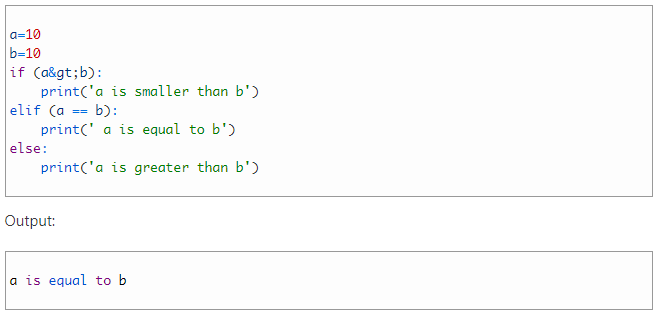 a=10
b=10
if (a&gt;b):
    print('a is smaller than b')
elif (a == b):
    print(' a is equal to b')
else:
    print('a is greater than b')
Output:
a is equal to b